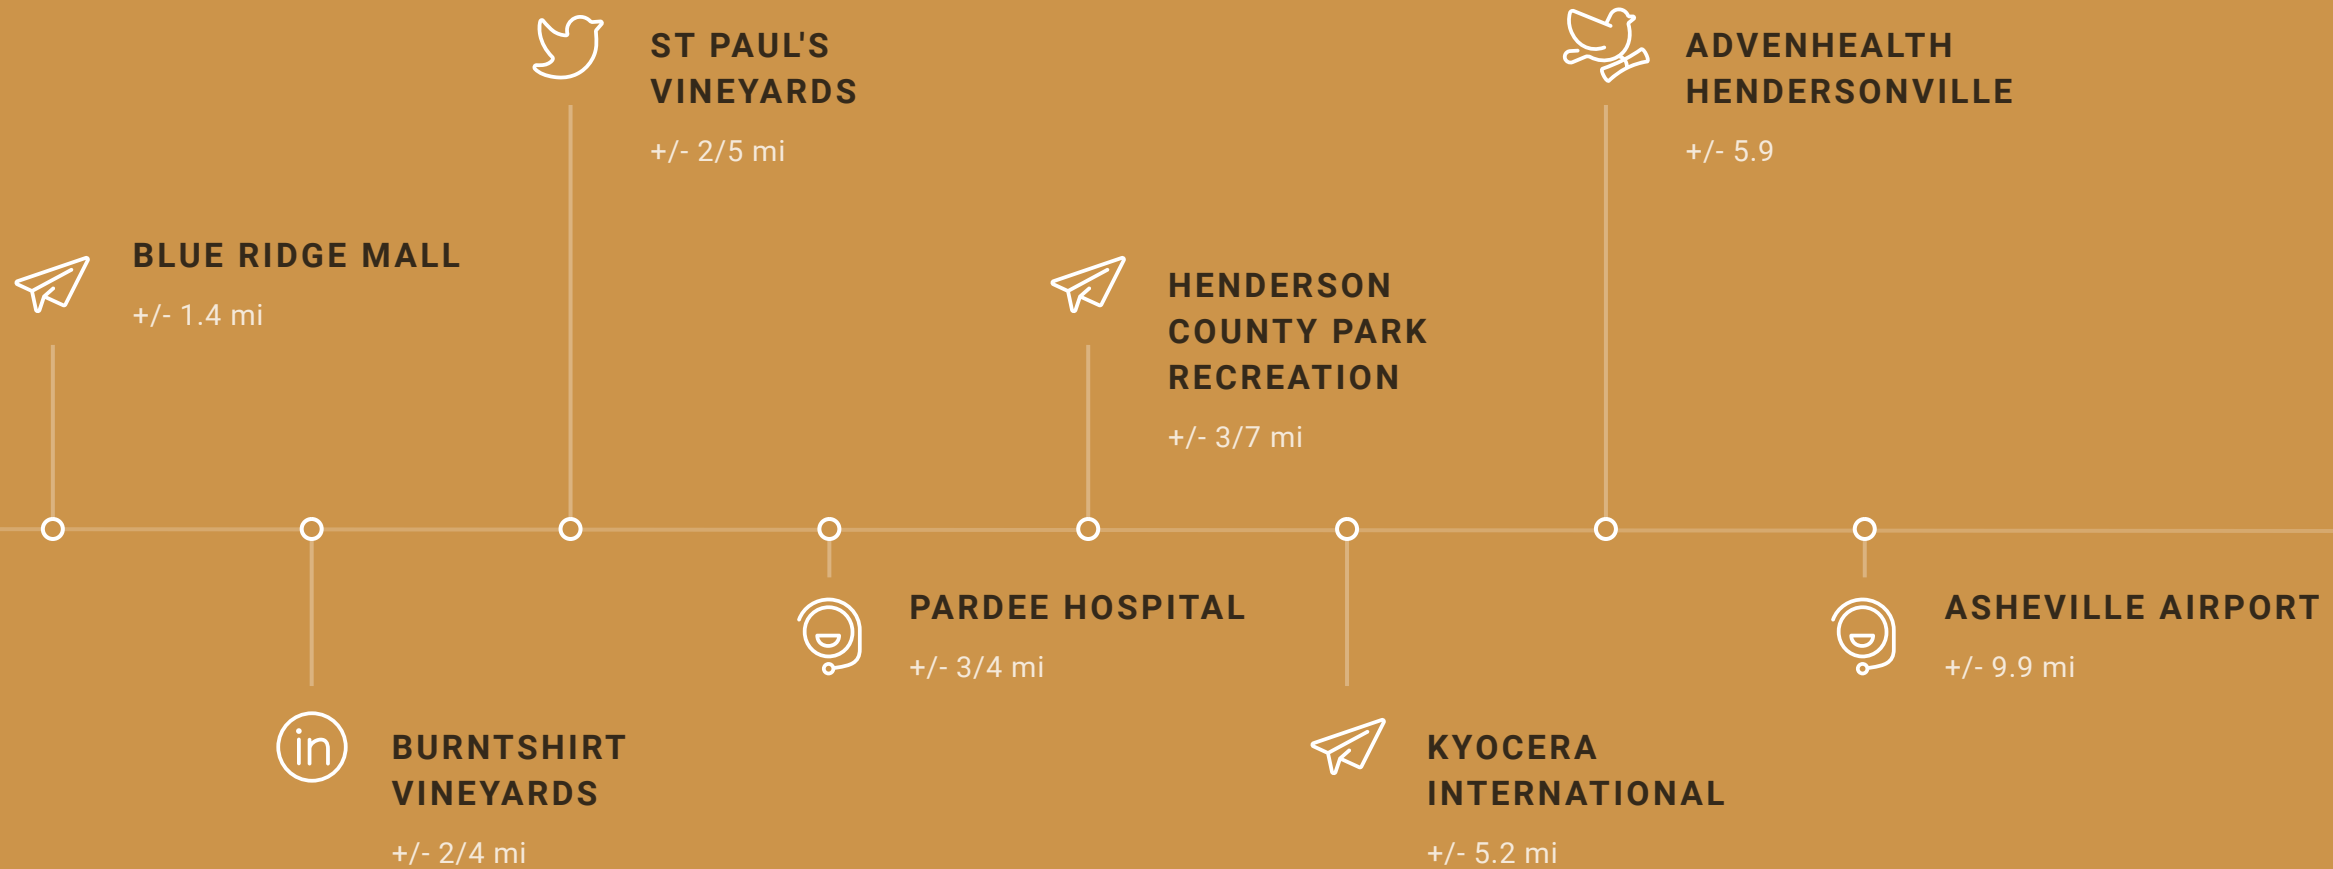 ST PAUL'S
VINEYARDS
+/- 2/5 mi
ADVENHEALTH
HENDERSONVILLE
+/- 5.9
BLUE RIDGE MALL
+/- 1.4 mi
HENDERSON
COUNTY PARK
RECREATION
+/- 3/7 mi
PARDEE HOSPITAL
+/- 3/4 mi
ASHEVILLE AIRPORT
+/- 9.9 mi
in
BURNTSHIRT
VINEYARDS
+/- 2/4 mi
KYOCERA
INTERNATIONAL
+/- 5.2 mi